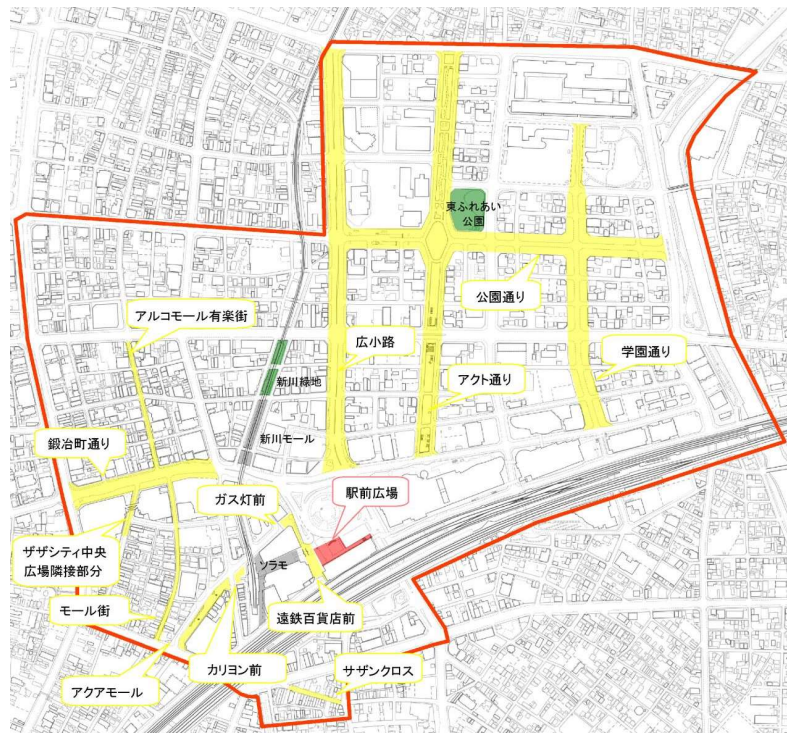 東ふれあい
公園
公園通り
アルコモール有楽街
広小路
学園通り
新川緑地
アクト通り
新川モール
鍛冶町通り
ガス灯前
駅前広場
ザザシティ中央
広場隣接部分
ソラモ
モール街
遠鉄百貨店前
カリヨン前
サザンクロス
アクアモール